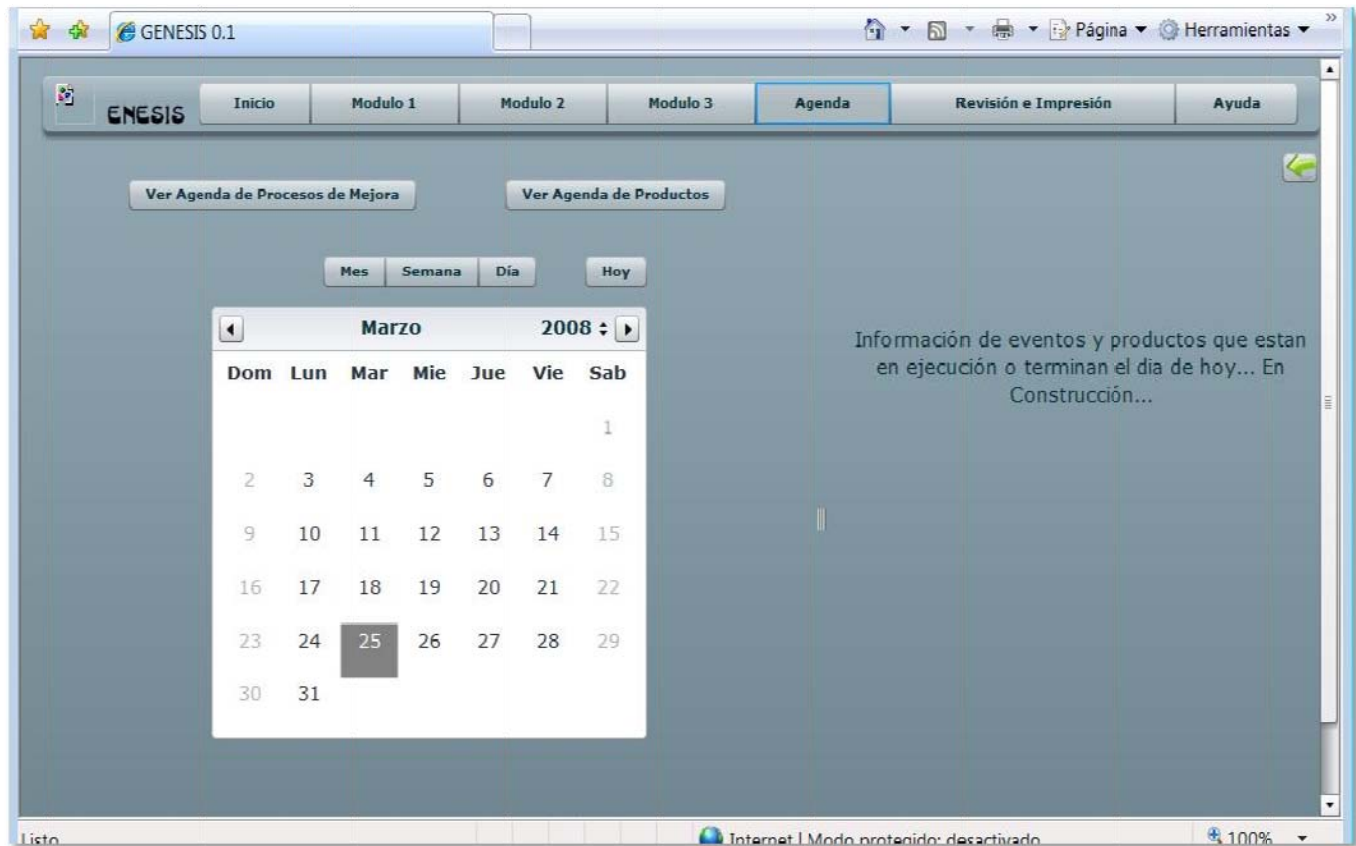 GENESIS 0.1
Página Herramientas »
ENESIS Inicio Modulo 1 Modulo 2 Modulo 3 Agenda Revisión e Impresión Ayuda
Ver Agenda de Procesos de Mejora Ver Agenda de Productos
Mes Semana Día Hoy
Marzo 2008
Dom Lun Mar Mie Jue Vie Sab
1
2 3 4 5 6 7 8
9 10 11 12 13 14 15
16 17 18 19 20 21 22
23 24 25 26 27 28 29
30 31
Información de eventos y productos que estan
en ejecución o terminan el dia de hoy... En
Construcción...
Listo Internet | Modo protegido: desactivado 100%